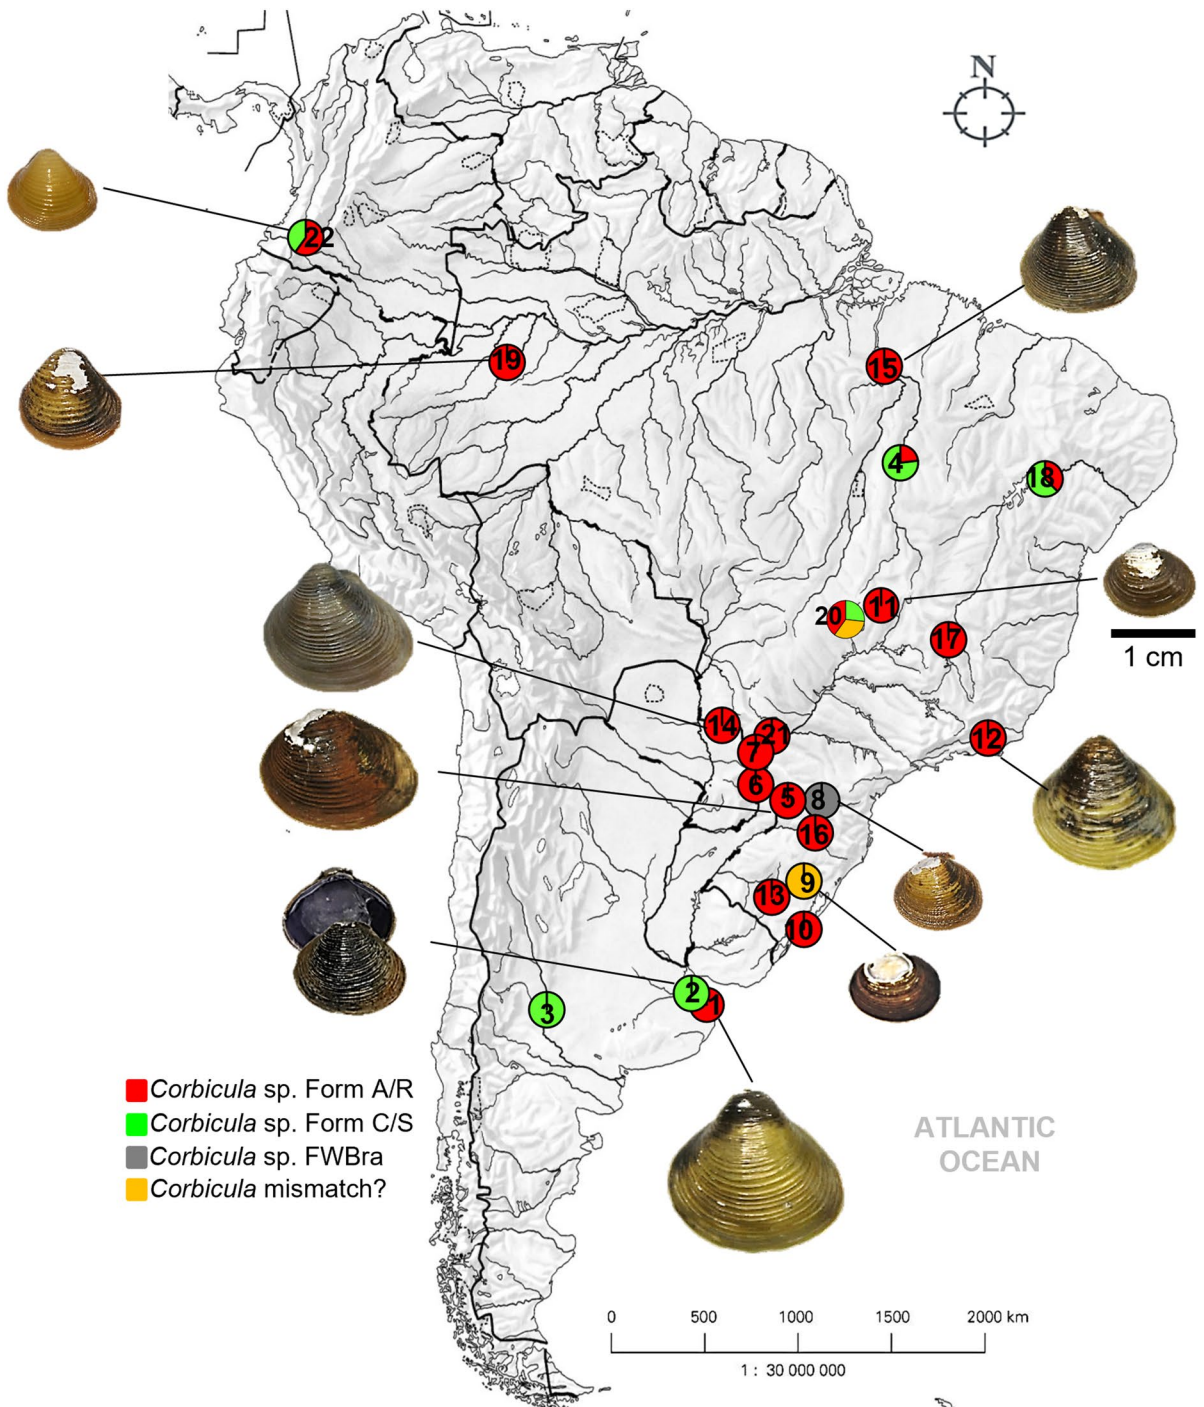 N
22
19
15
4
18
11
20
17
1 cm
14
21
7
12
6
5
8
16
9
13
10
2
1
3
Corbicula sp. Form A/R
Corbicula sp. Form C/S
Corbicula sp. FWBra
Corbicula mismatch?
ATLANTIC
OCEAN
0 500 1000 1500 2000 km
1 : 30 000 000